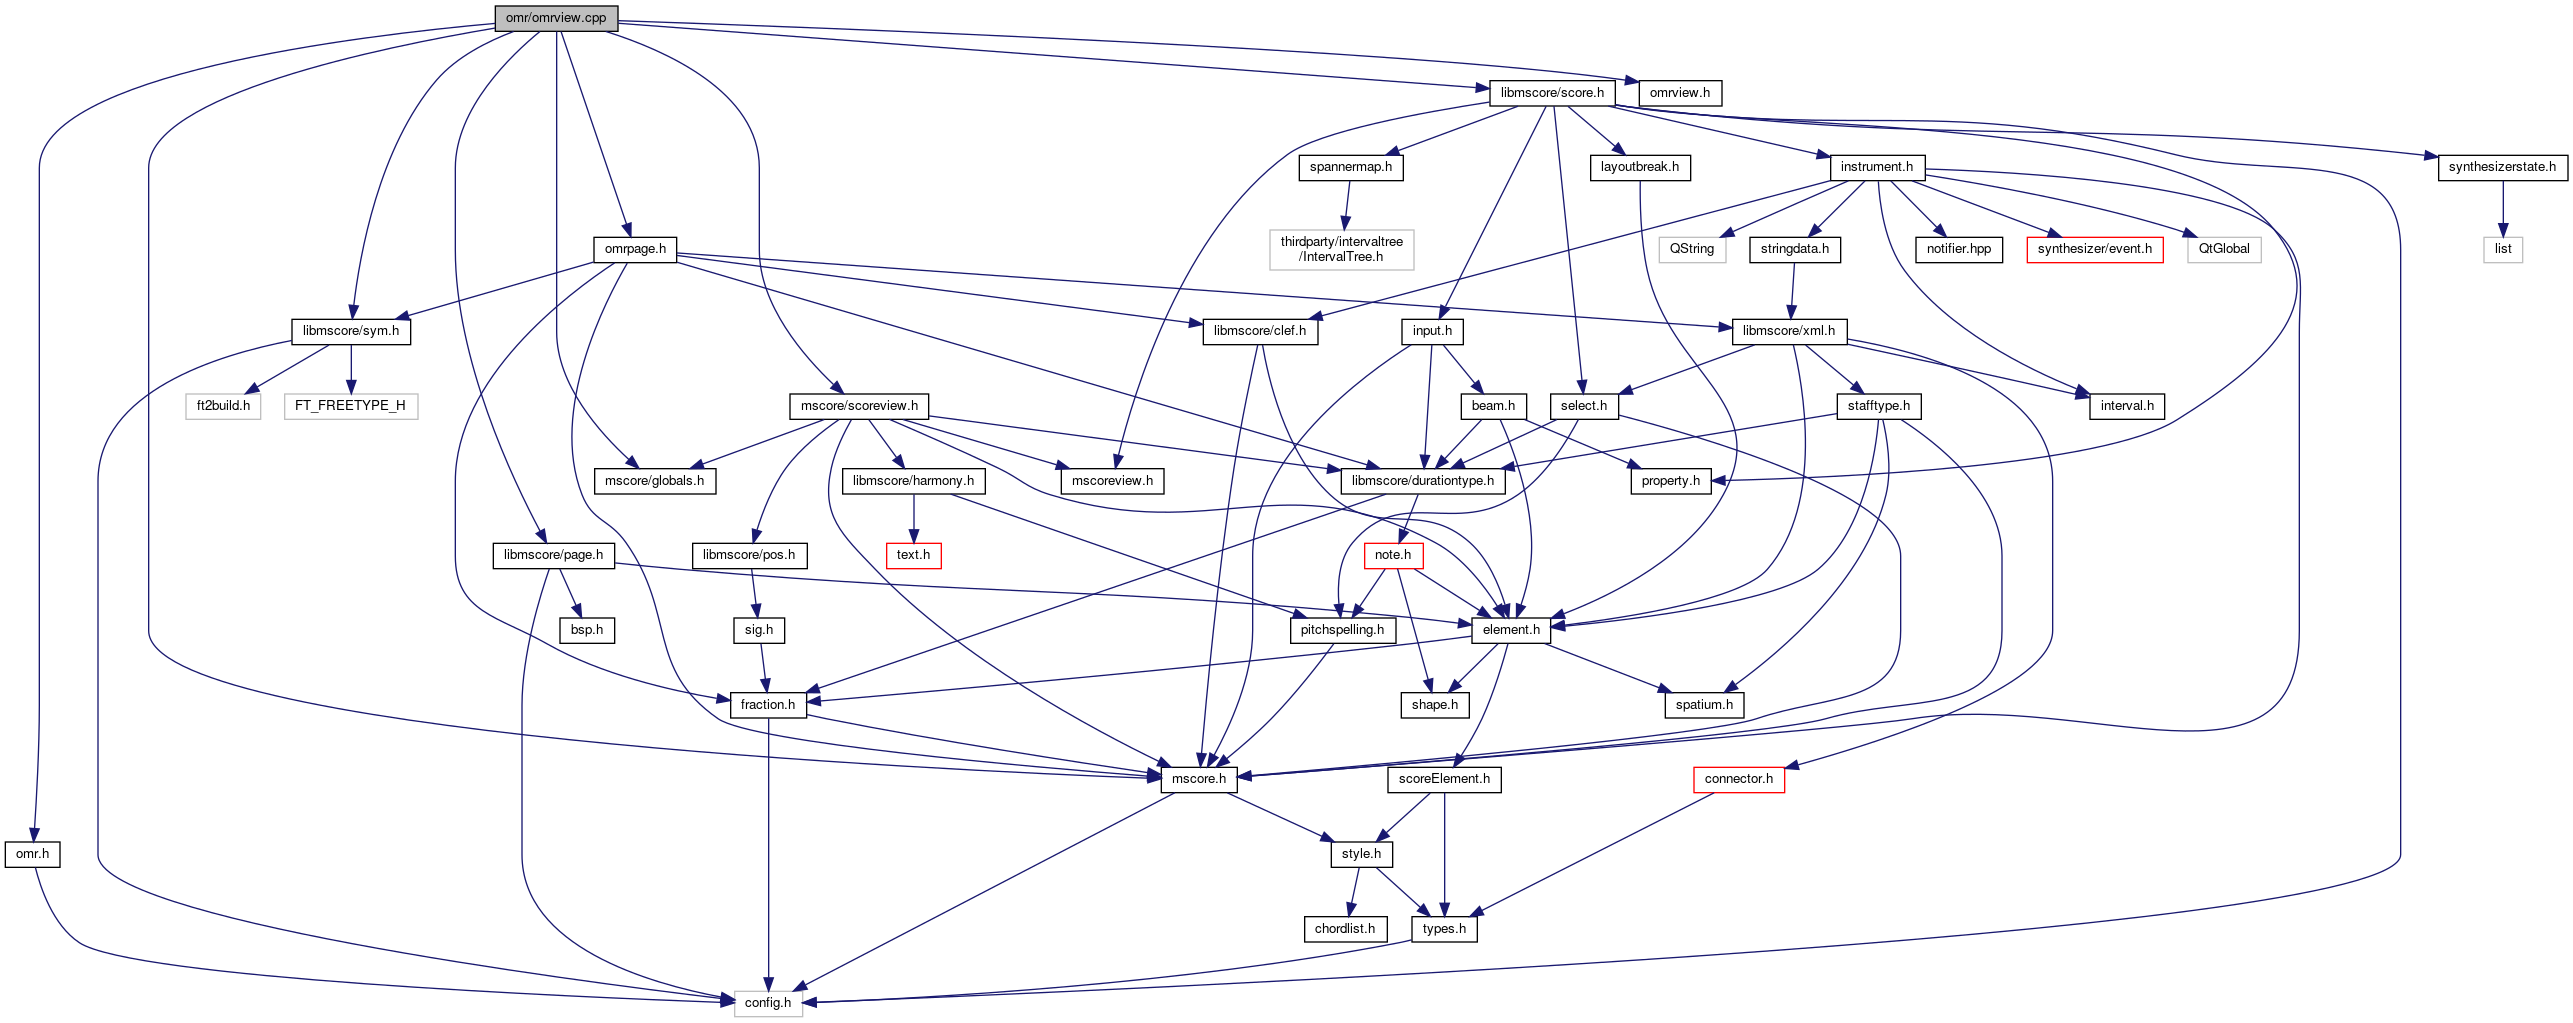 omr/omrview.cpp
libmscore/score.h
omrview.h
spannermap.h
layoutbreak.h
instrument.h
synthesizerstate.h
omrpage.h
thirdparty/intervaltree
/IntervalTree.h
QString
stringdata.h
notifier.hpp
synthesizer/event.h
QtGlobal
list
libmscore/sym.h
libmscore/clef.h
input.h
libmscore/xml.h
ft2build.h
FT_FREETYPE_H
mscore/scoreview.h
beam.h
select.h
stafftype.h
interval.h
mscore/globals.h
libmscore/harmony.h
mscoreview.h
libmscore/durationtype.h
property.h
libmscore/page.h
libmscore/pos.h
text.h
note.h
bsp.h
sig.h
pitchspelling.h
element.h
fraction.h
shape.h
spatium.h
mscore.h
scoreElement.h
connector.h
omr.h
style.h
chordlist.h
types.h
config.h